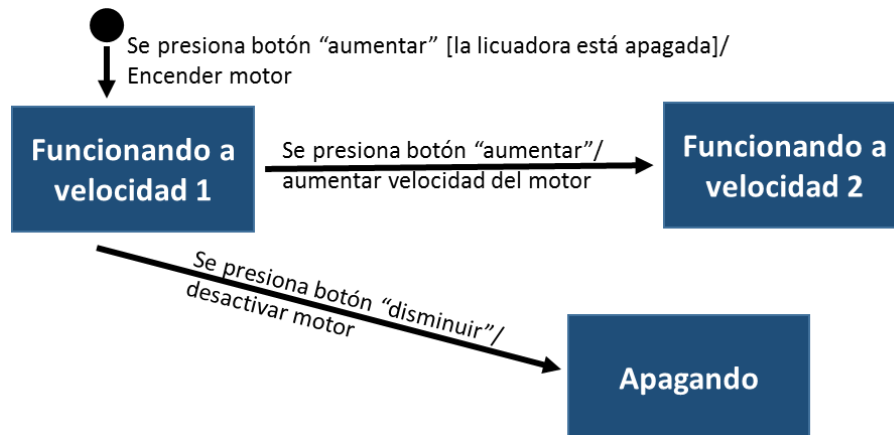 Se presiona botón “aumentar” [la licuadora está apagada]/
Encender motor
Funcionando a
velocidad 1
Se presiona botón “aumentar”/
aumentar velocidad del motor
Funcionando a
velocidad 2
Se presiona botón “disminuir”/
desactivar motor
Apagando